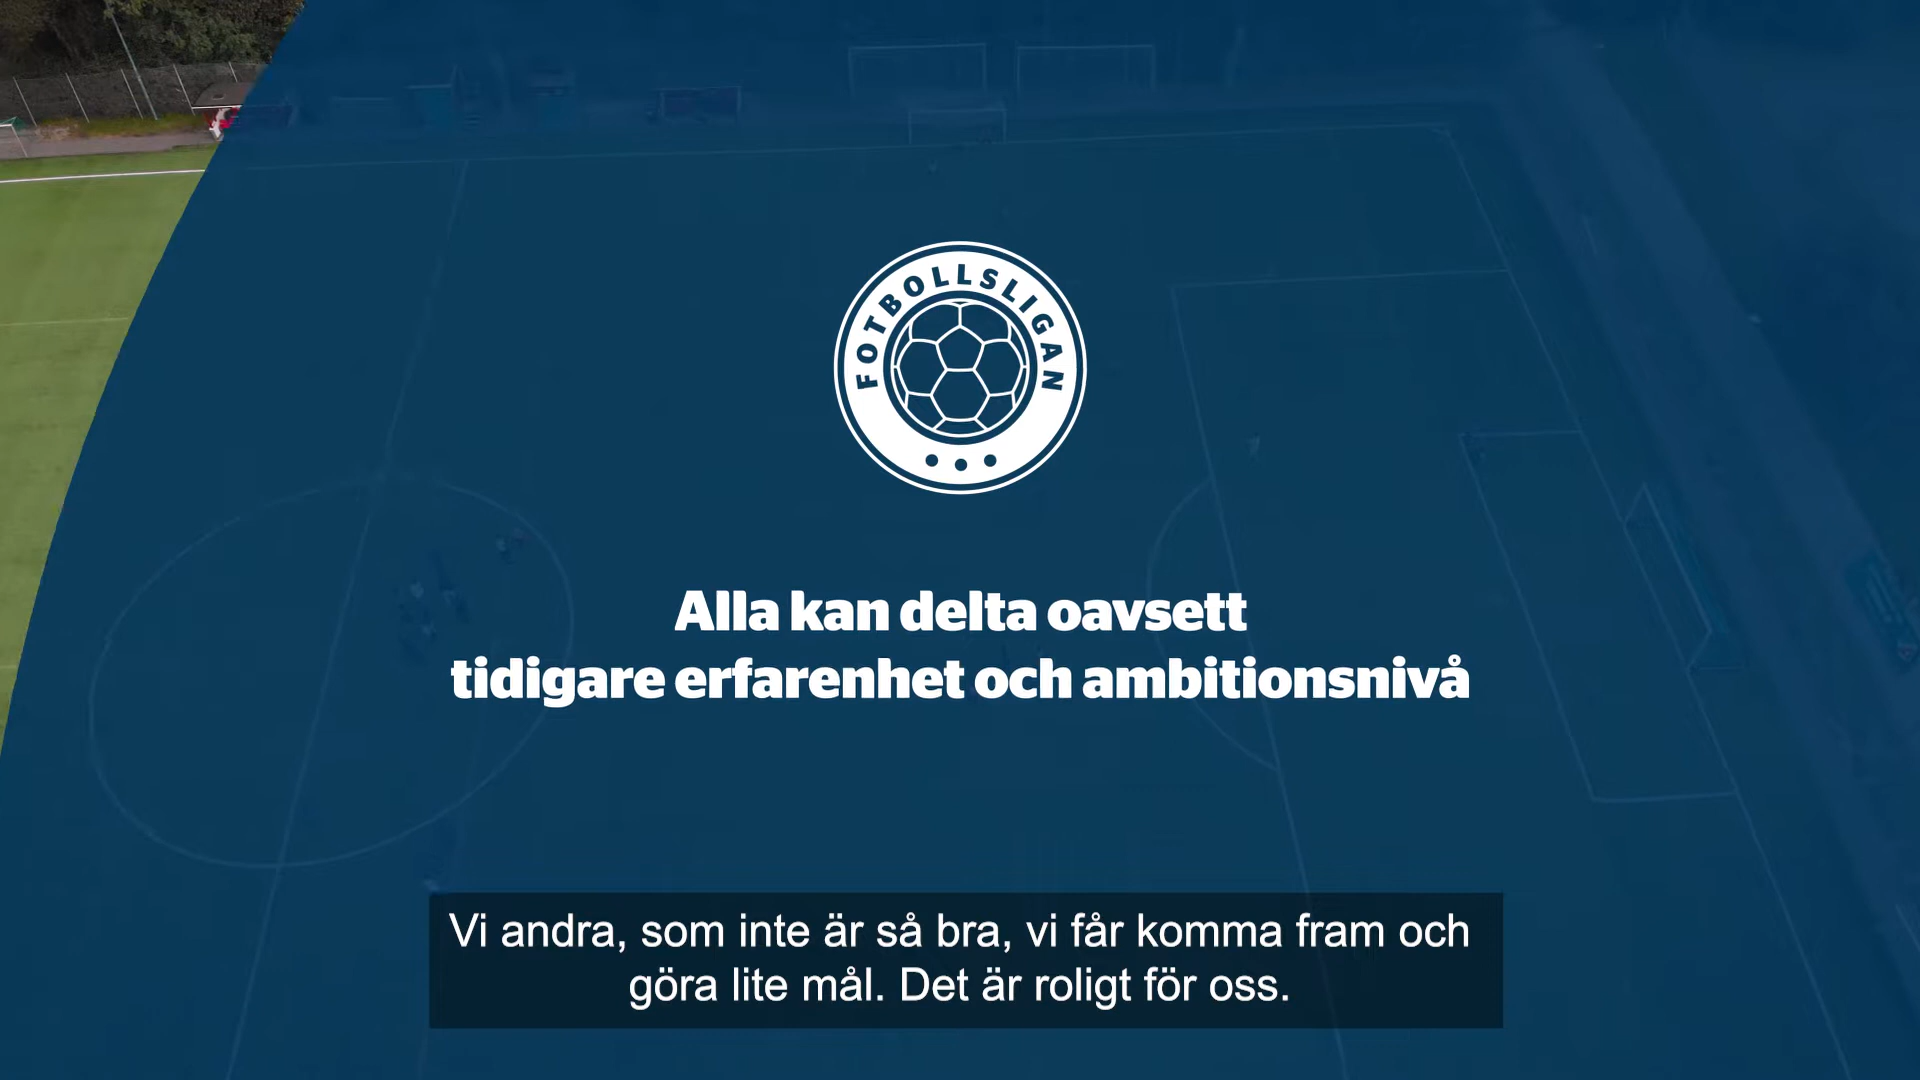 FOTBOLLSLIGAN
Alla kan delta oavsett
tidigare erfarenhet och ambitionsnivå
Vi andra, som inte är så bra, vi får komma fram och
göra lite mål. Det är roligt för oss.